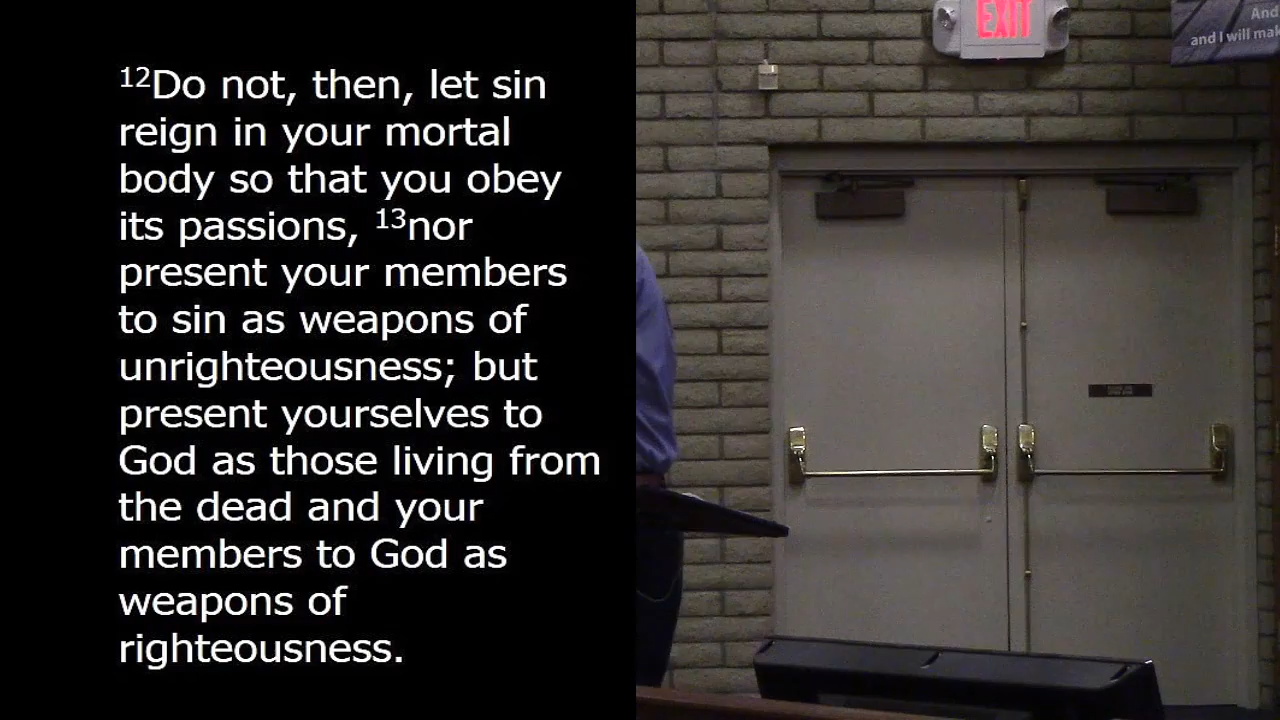 ¹²Do not, then, let sin
reign in your mortal
body so that you obey
its passions, ¹³nor
present your members
to sin as weapons of
unrighteousness; but
present yourselves to
God as those living from
the dead and your
members to God as
weapons of
righteousness.
EXIT
And
and I will mak